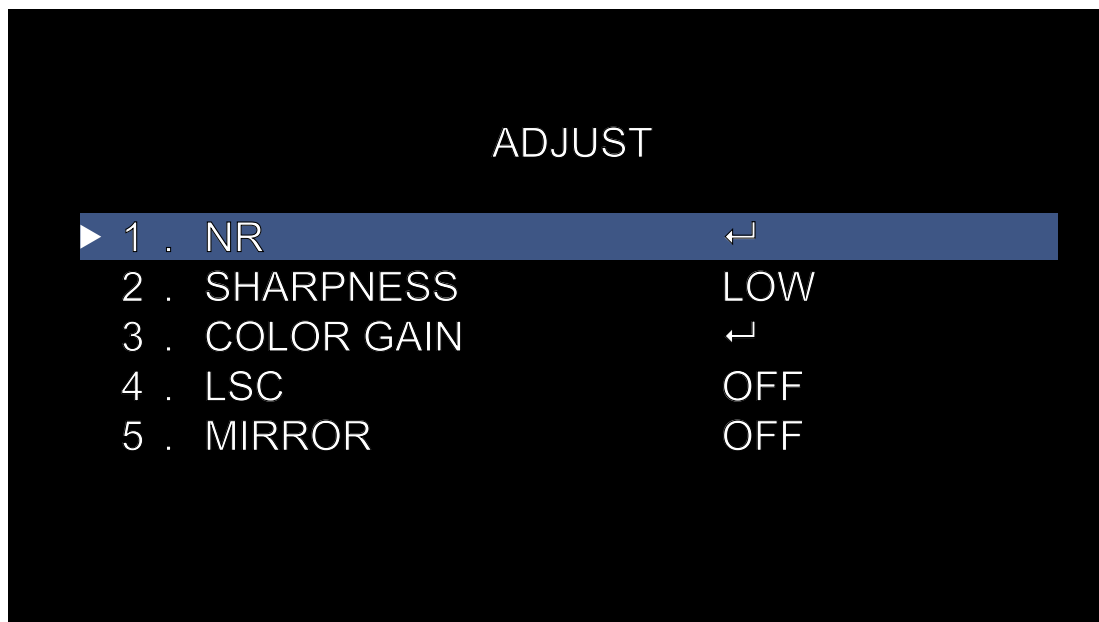 ADJUST
1 . NR ↵
2 . SHARPNESS LOW
3 . COLOR GAIN ↵
4 . LSC OFF
5 . MIRROR OFF